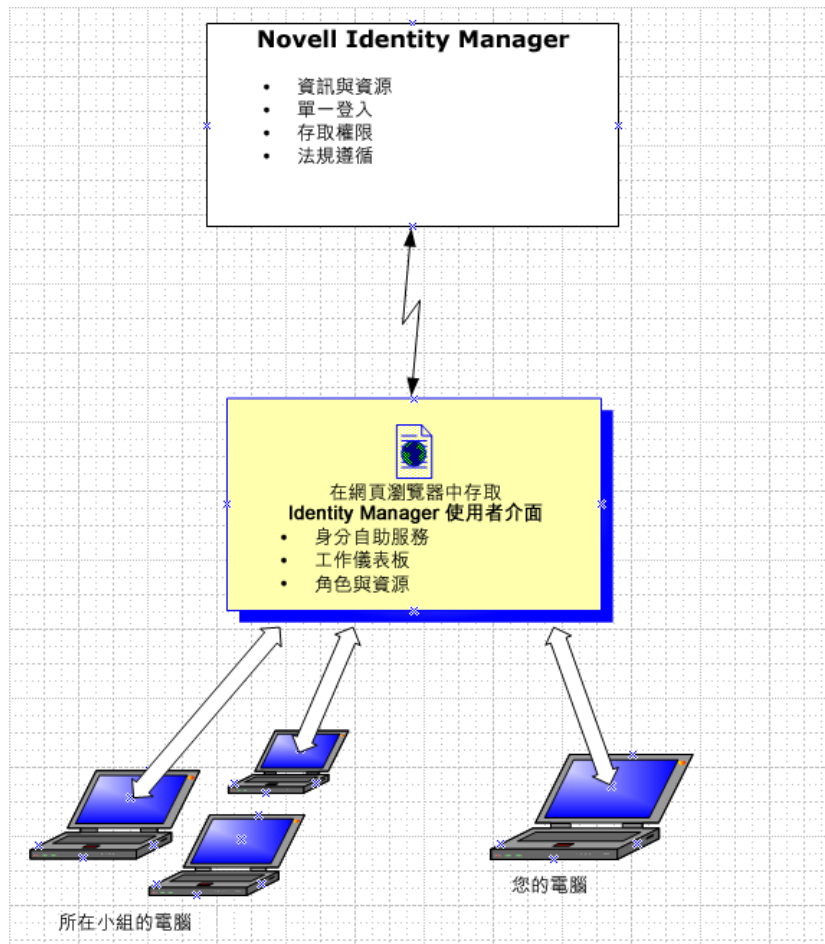 Novell Identity Manager
• 資訊與資源
• 單一登入
• 存取權限
• 法規遵循
在網頁瀏覽器中存取
Identity Manager 使用者介面
• 身分自助服務
• 工作儀表板
• 角色與資源
您的電腦
所在小組的電腦